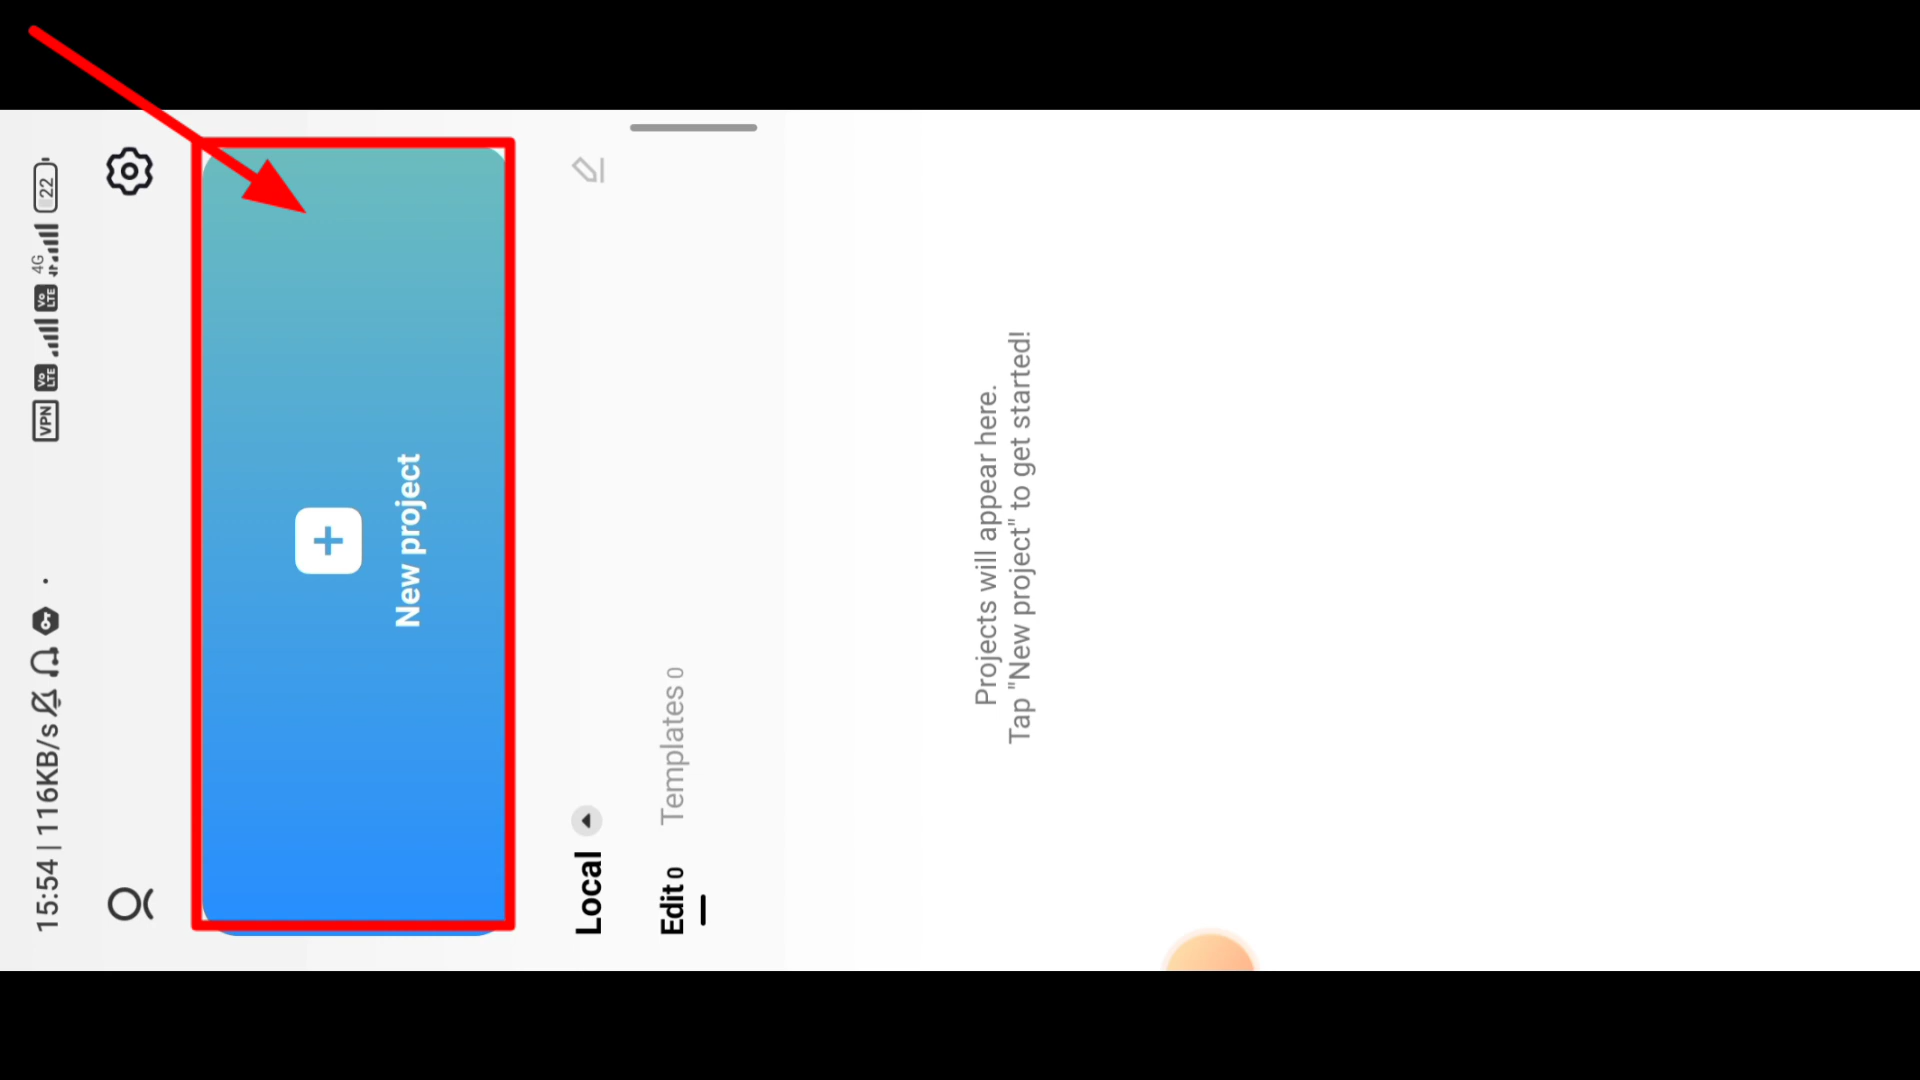 15:54 | 116KB/s
VPN
Vo LTE
Vo LTE
4G
22
New project
Local
Edit 0
Templates 0
Projects will appear here.
Tap "New project" to get started!